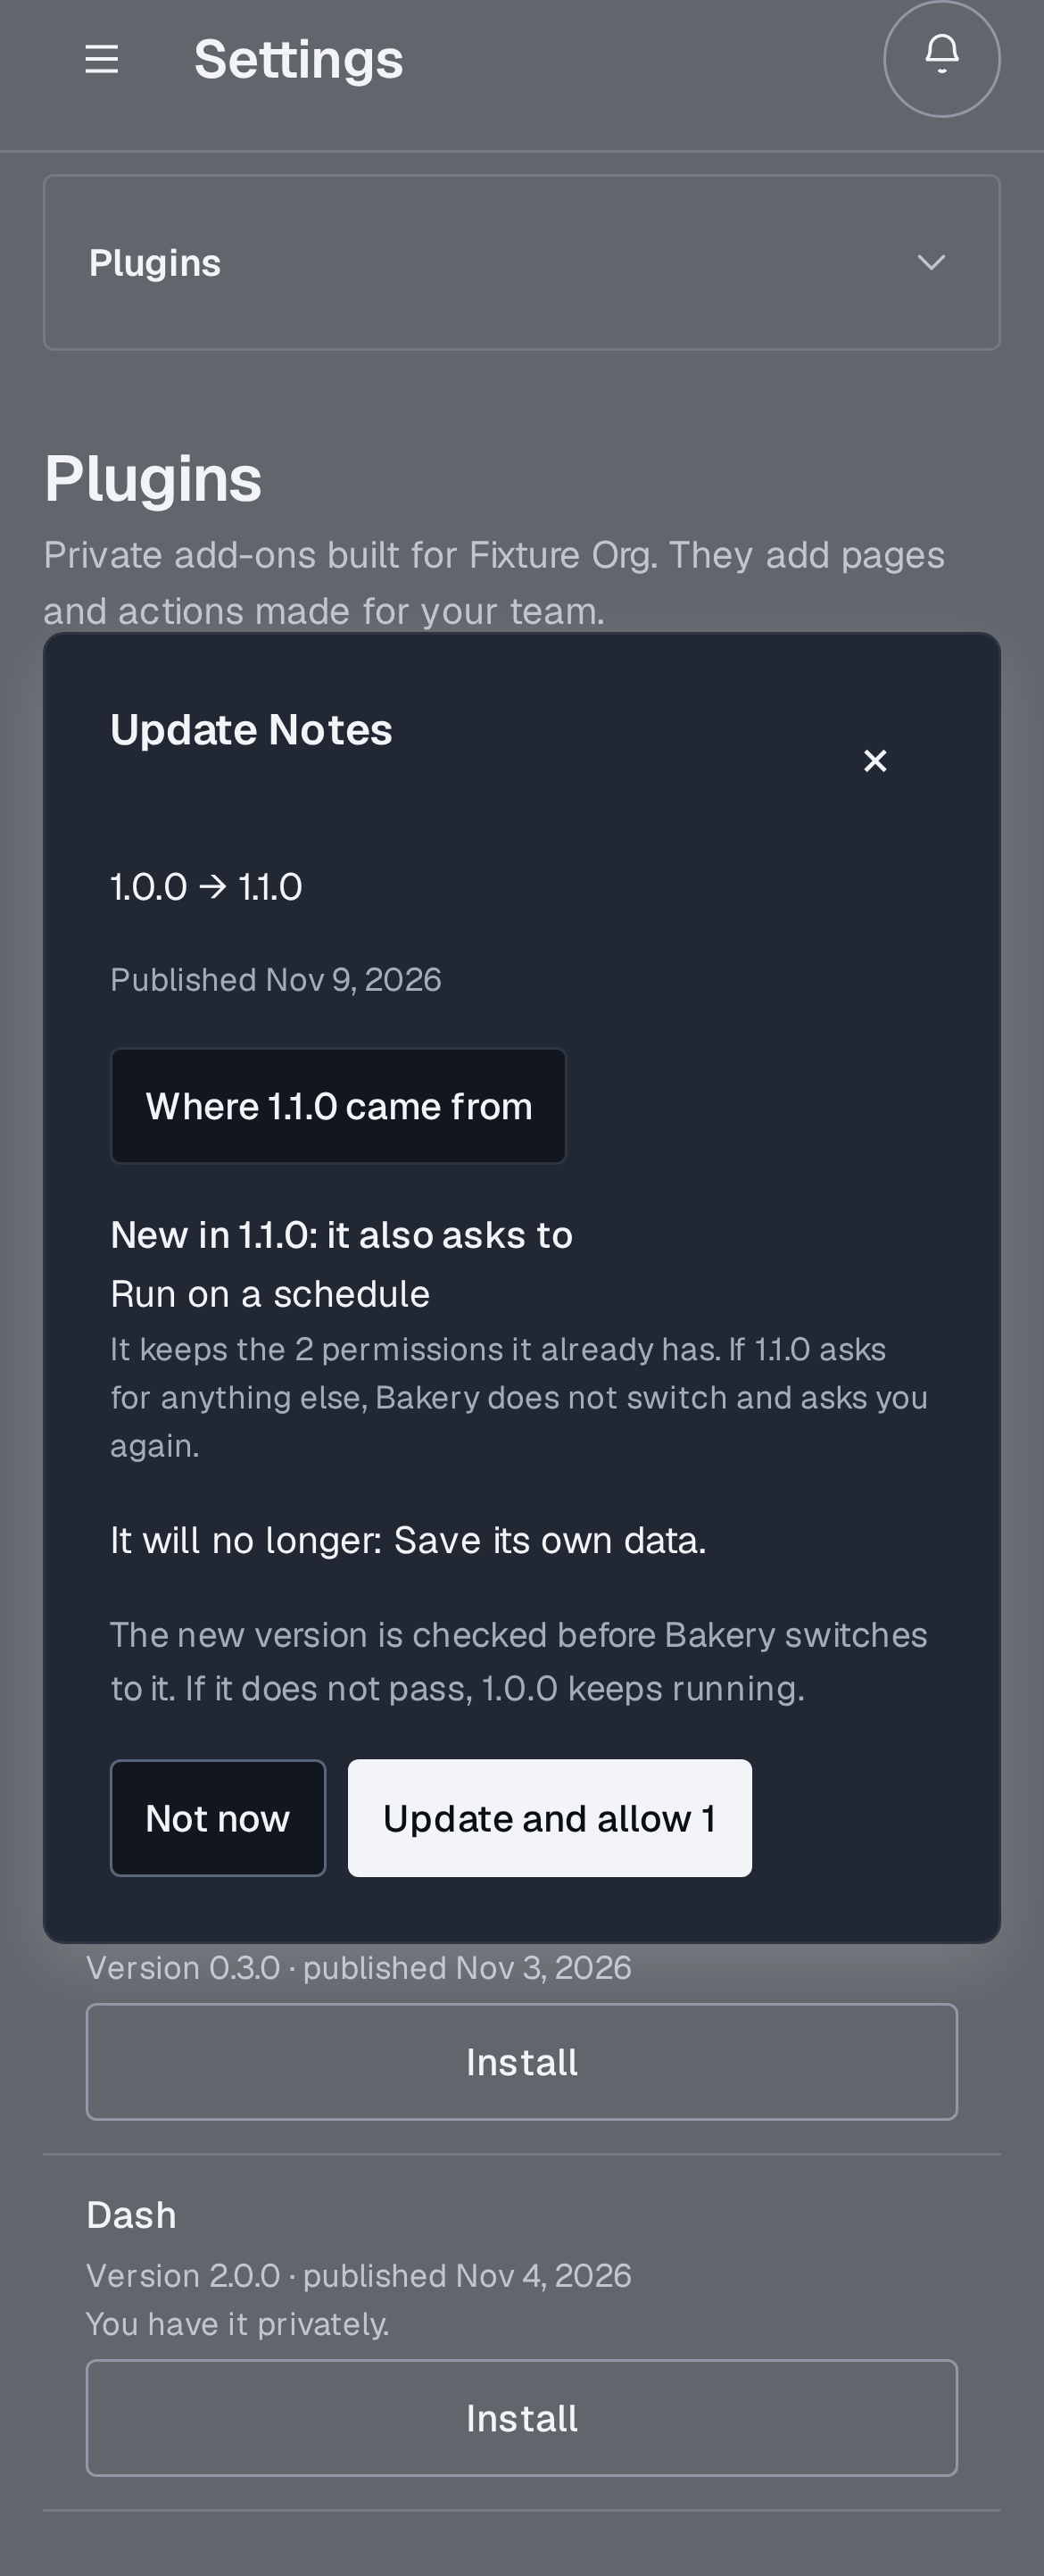 Settings
Plugins
Plugins
Private add-ons built for Fixture Org. They add pages
and actions made for your team.
Update Notes
1.0.0 → 1.1.0
Published Nov 9, 2026
Where 1.1.0 came from
New in 1.1.0: it also asks to
Run on a schedule
It keeps the 2 permissions it already has. If 1.1.0 asks
for anything else, Bakery does not switch and asks you
again.
It will no longer: Save its own data.
The new version is checked before Bakery switches
to it. If it does not pass, 1.0.0 keeps running.
Not now
Update and allow 1
Version 0.3.0 · published Nov 3, 2026
Install
Dash
Version 2.0.0 · published Nov 4, 2026
You have it privately.
Install